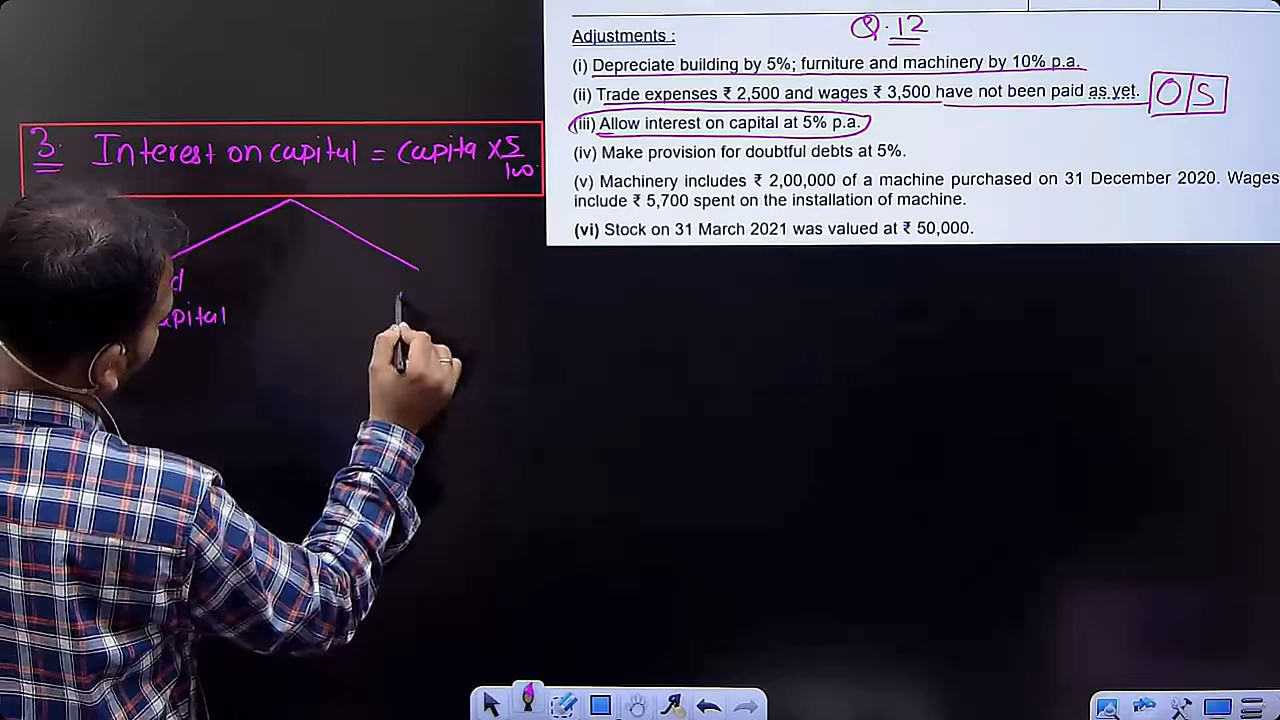 Q.12
Adjustments :
(i) Depreciate building by 5%; furniture and machinery by 10% p.a.
(ii) Trade expenses ₹ 2,500 and wages ₹ 3,500 have not been paid as yet. O/S
(iii) Allow interest on capital at 5% p.a.
(iv) Make provision for doubtful debts at 5%.
(v) Machinery includes ₹ 2,00,000 of a machine purchased on 31 December 2020. Wages
include ₹ 5,700 spent on the installation of machine.
(vi) Stock on 31 March 2021 was valued at ₹ 50,000.
3. Interest on capital = Capita × 5/100